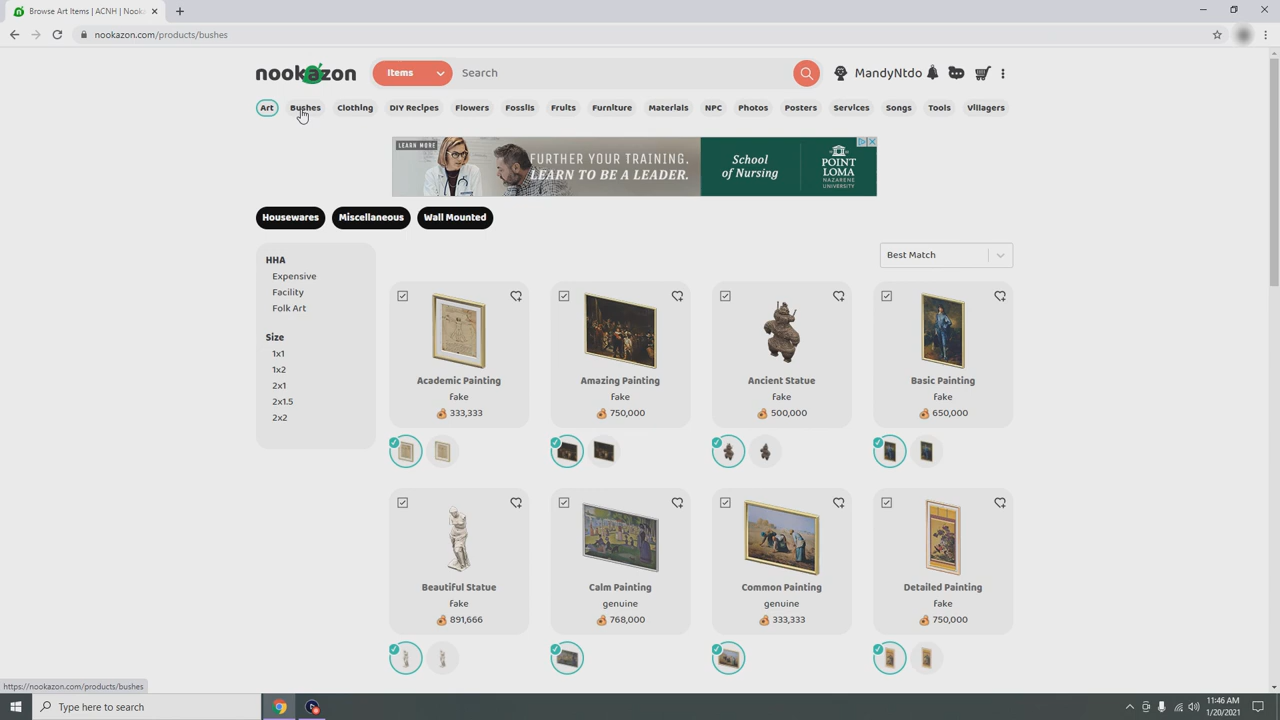 Browse Art Items | ACNH | Nook
nookazon.com/products/bushes
nookazon
Items
Search
MandyNtdo
Art
Bushes
Clothing
DIY Recipes
Flowers
Fossils
Fruits
Furniture
Materials
NPC
Photos
Posters
Services
Songs
Tools
Villagers
LEARN MORE
FURTHER YOUR TRAINING.
LEARN TO BE A LEADER.
School
of Nursing
POINT
LOMA
NAZARENE
UNIVERSITY
Housewares
Miscellaneous
Wall Mounted
HHA
Expensive
Facility
Folk Art
Size
1x1
1x2
2x1
2x1.5
2x2
Best Match
Academic Painting
fake
333,333
Amazing Painting
fake
750,000
Ancient Statue
fake
500,000
Basic Painting
fake
650,000
Beautiful Statue
fake
891,666
Calm Painting
genuine
768,000
Common Painting
genuine
333,333
Detailed Painting
fake
750,000
https://nookazon.com/products/bushes
Type here to search
11:46 AM
1/20/2021